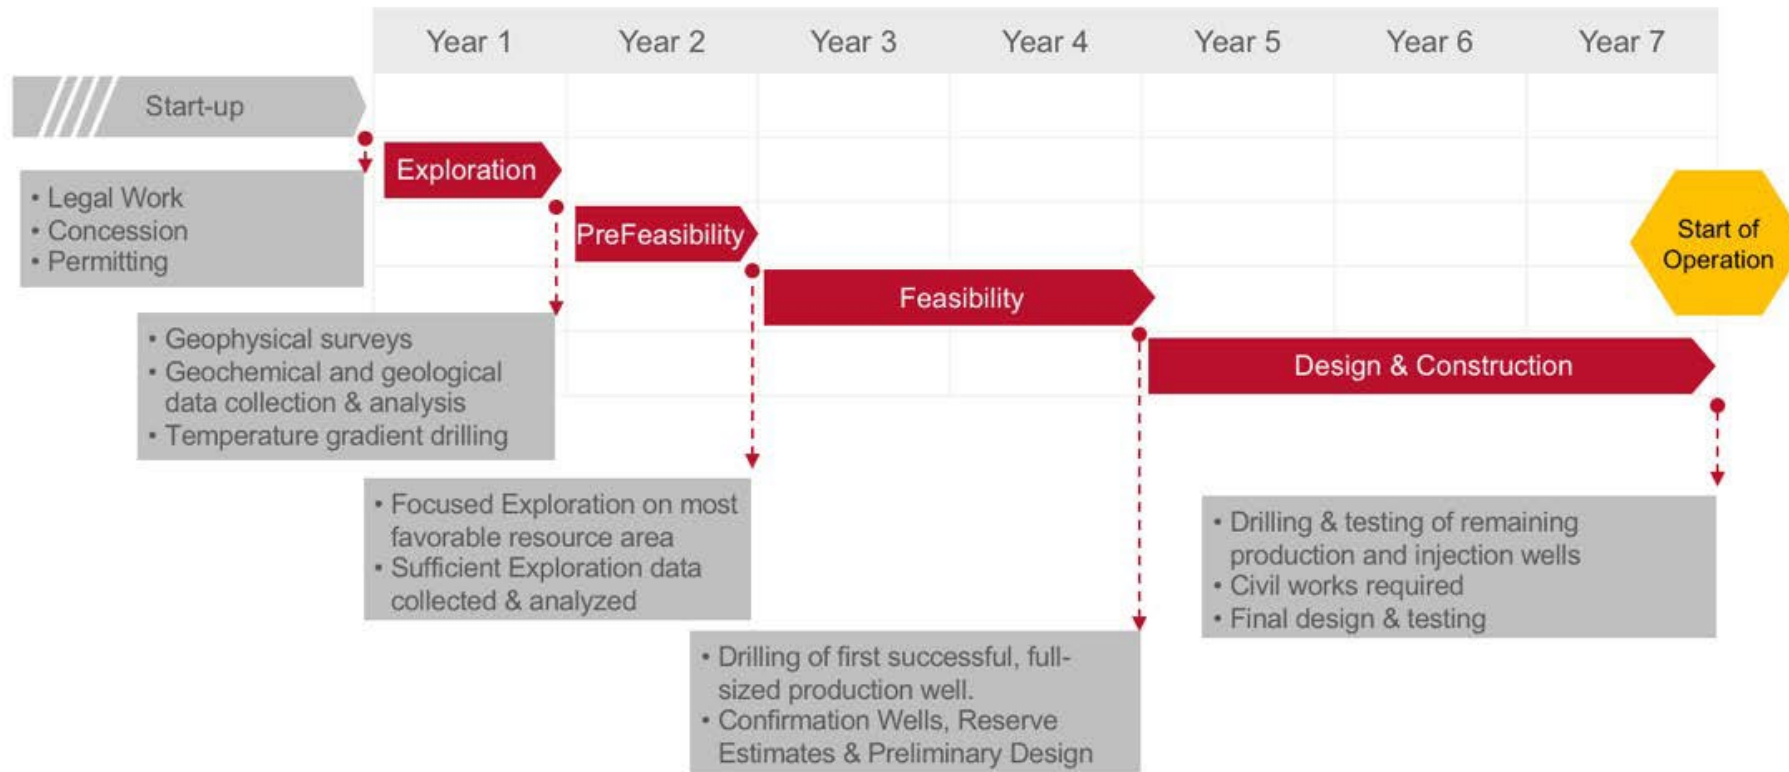 Year 1 Year 2 Year 3 Year 4 Year 5 Year 6 Year 7
Start-up
• Legal Work
• Concession
• Permitting
Exploration
• Geophysical surveys
• Geochemical and geological
data collection & analysis
• Temperature gradient drilling
PreFeasibility
• Focused Exploration on most
favorable resource area
• Sufficient Exploration data
collected & analyzed
Feasibility
• Drilling of first successful, full-
sized production well.
• Confirmation Wells, Reserve
Estimates & Preliminary Design
Design & Construction
• Drilling & testing of remaining
production and injection wells
• Civil works required
• Final design & testing
Start of
Operation